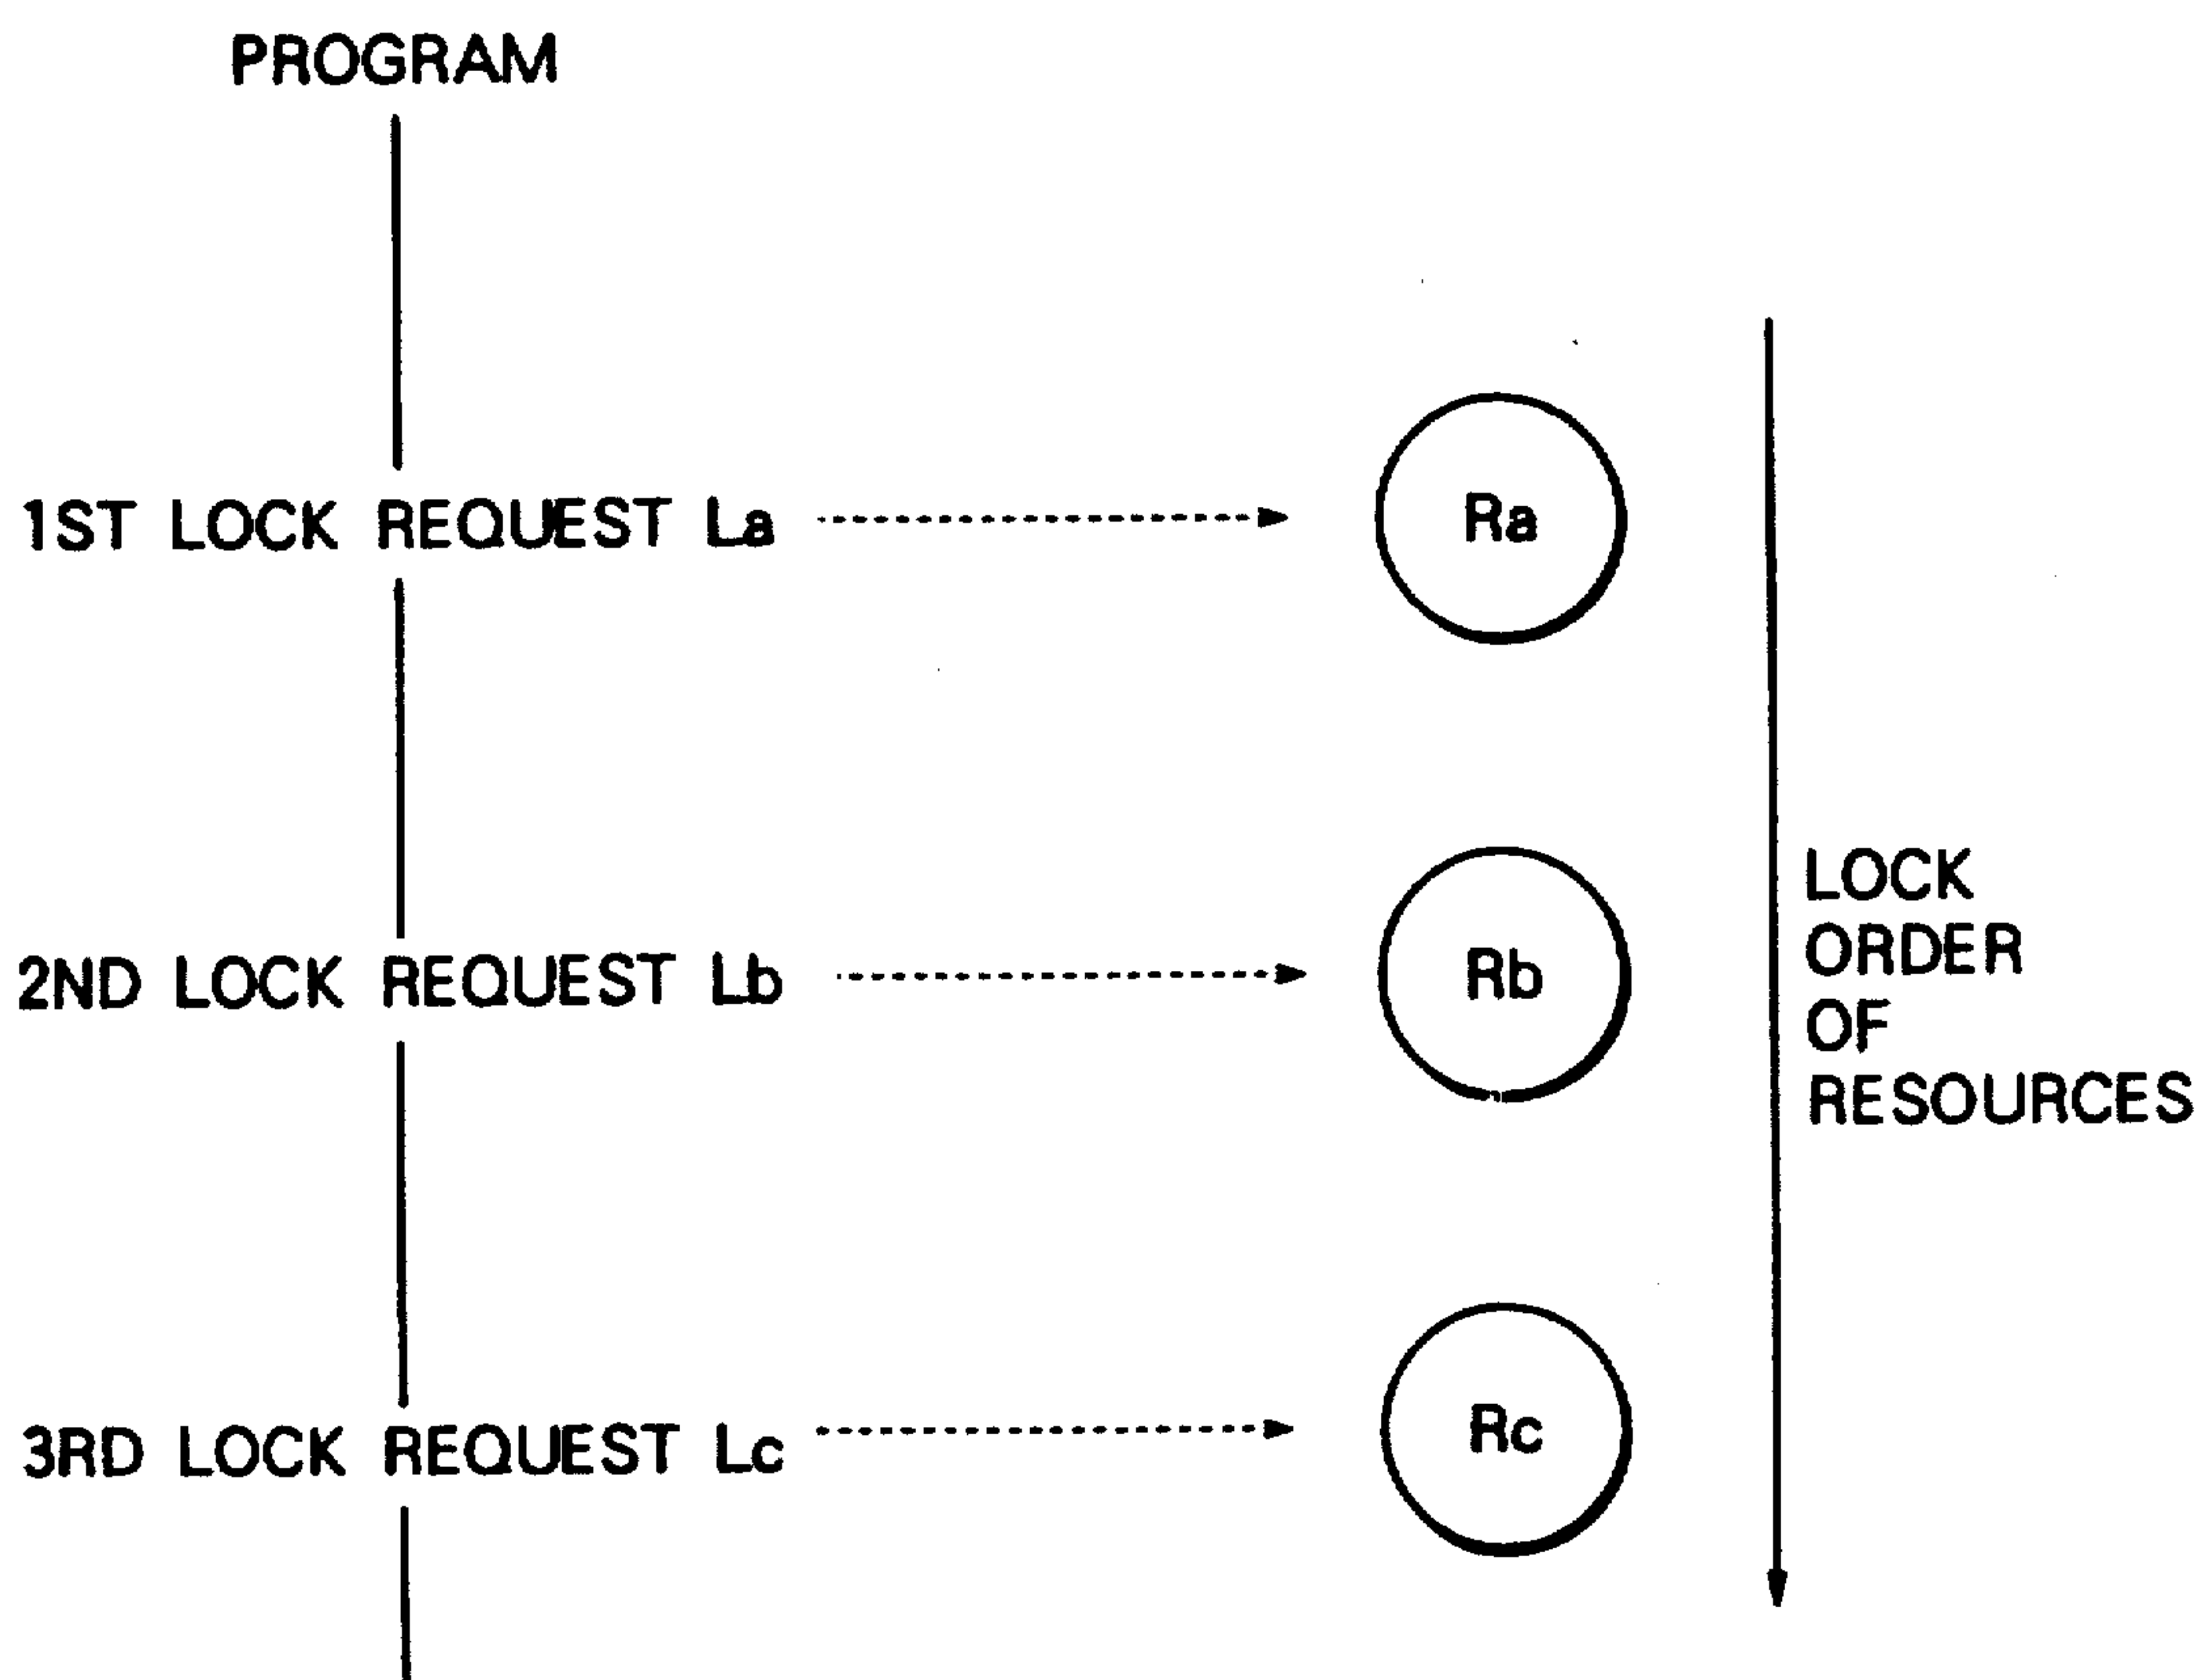 PROGRAM
1ST LOCK REQUEST La
Ra
2ND LOCK REQUEST Lb
Rb
LOCK
ORDER
OF
RESOURCES
3RD LOCK REQUEST Lc
Rc